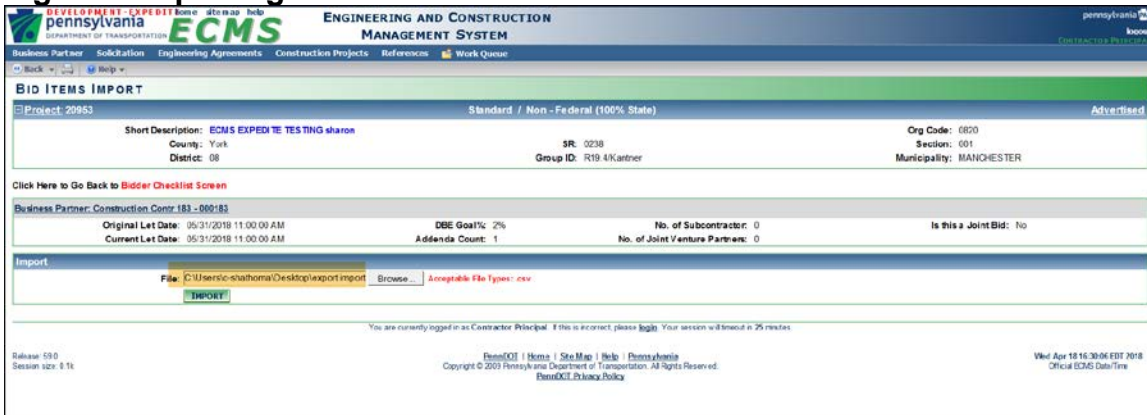 DEVELOPMENT-EXPEDIT home sitemap help
pennsylvania
DEPARTMENT OF TRANSPORTATION
ECMS
ENGINEERING AND CONSTRUCTION
MANAGEMENT SYSTEM
pennsylvania PA
CONTRACTOR PRINCIPA
Business Partner Solicitation Engineering Agreements Construction Projects References Work Queue
Back Help
BID ITEMS IMPORT
Project: 20953 Standard / Non-Federal (100% State) Advertised
Short Description: ECMS EXPEDITE TESTING sharon Org Code: 0820
County: York SR: 0238 Section: 001
District: 08 Group ID: R19.4/Kantner Municipality: MANCHESTER
Click Here to Go Back to Bidder Checklist Screen
Business Partner: Construction Contr 183 - 000183
Original Let Date: 05/31/2018 11:00:00 AM DBE Goal%: 2% No. of Subcontractor: 0 Is this a Joint Bid: No
Current Let Date: 05/31/2018 11:00:00 AM Addenda Count: 1 No. of Joint Venture Partners: 0
Import
File: C:\Users\c-shathoma\Desktop\export import Browse... Acceptable File Types: .csv
IMPORT
You are currently logged in as Contractor Principal. If this is incorrect, please login. Your session will timeout in 25 minutes.
Release: 59.0 PennDOT | Home | Site Map | Help | Pennsylvania Wed Apr 18 16:30:06 EDT 2018
Session size: 0.1k Copyright © 2009 Pennsylvania Department of Transportation. All Rights Reserved. Official ECMS Date/Time
PennDOT Privacy Policy